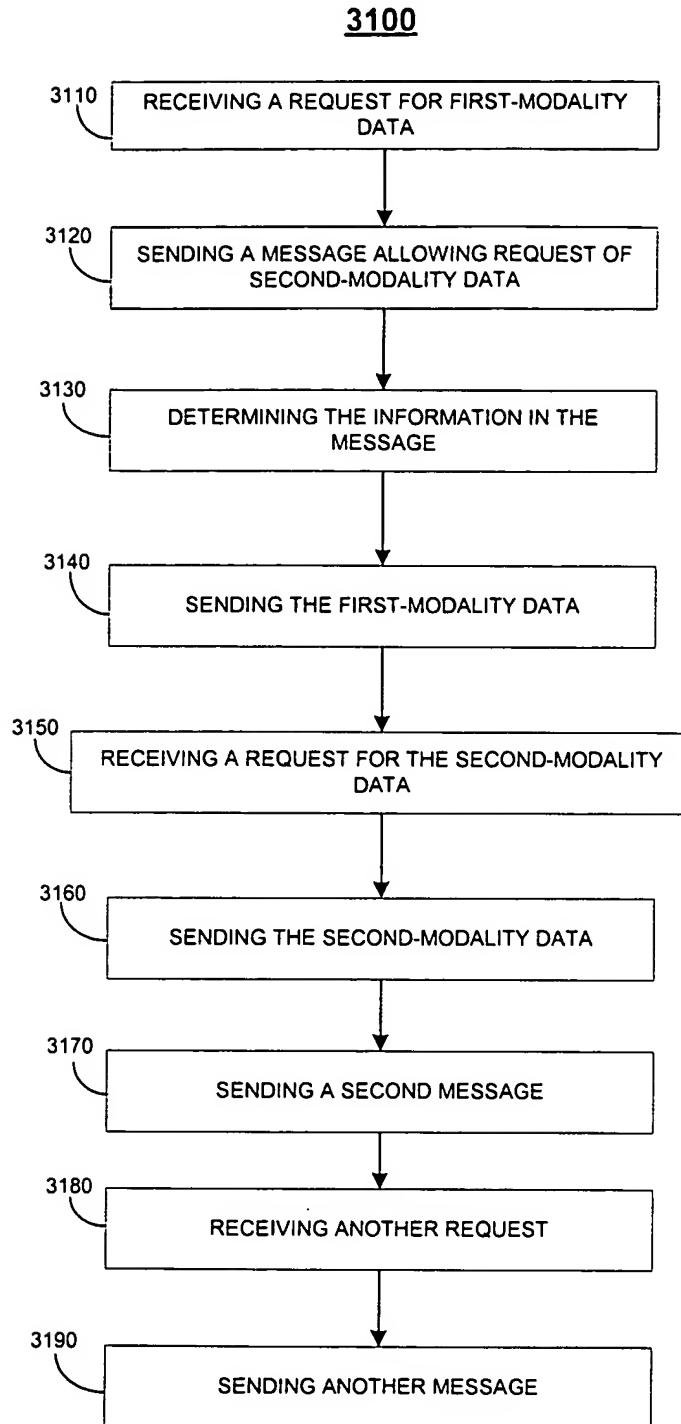 3100
3110
RECEIVING A REQUEST FOR FIRST-MODALITY
DATA
3120
SENDING A MESSAGE ALLOWING REQUEST OF
SECOND-MODALITY DATA
3130
DETERMINING THE INFORMATION IN THE
MESSAGE
3140
SENDING THE FIRST-MODALITY DATA
3150
RECEIVING A REQUEST FOR THE SECOND-MODALITY
DATA
3160
SENDING THE SECOND-MODALITY DATA
3170
SENDING A SECOND MESSAGE
3180
RECEIVING ANOTHER REQUEST
3190
SENDING ANOTHER MESSAGE